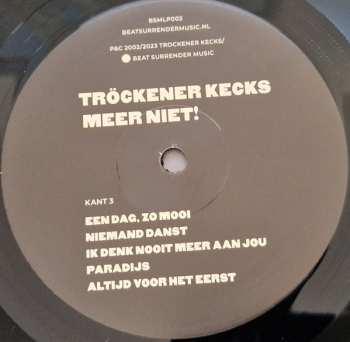 BSMLP002
BEATSURRENDERMUSIC.NL
P&C 2003/2023 TRÖCKENER KECKS/
BEAT SURRENDER MUSIC
TRÖCKENER KECKS
MEER NIET!
KANT 3
EEN DAG, ZO MOOI
NIEMAND DANST
IK DENK NOOIT MEER AAN JOU
PARADIJS
ALTIJD VOOR HET EERST